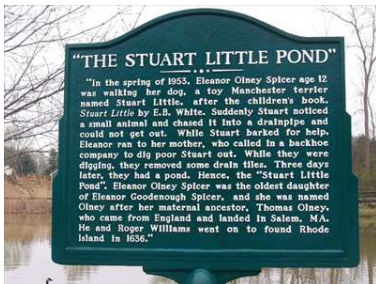 "THE STUART LITTLE POND"
"In the spring of 1953, Eleanor Olney Spicer age 12
was walking her dog, a toy Manchester terrier
named Stuart Little, after the children's book,
Stuart Little by E.B. White. Suddenly Stuart noticed
a small animal and chased it into a drainpipe and
could not get out. While Stuart barked for help,
Eleanor ran to her mother, who called in a backhoe
company to dig poor Stuart out. While they were
digging, they removed some drain tiles. Three days
later, they had a pond. Hence, the "Stuart Little
Pond". Eleanor Olney Spicer was the oldest daughter
of Eleanor Goodenough Spicer, and she was named
Olney after her maternal ancestor, Thomas Olney,
who came from England and landed in Salem, MA.
He and Roger Williams went on to found Rhode
Island in 1636."